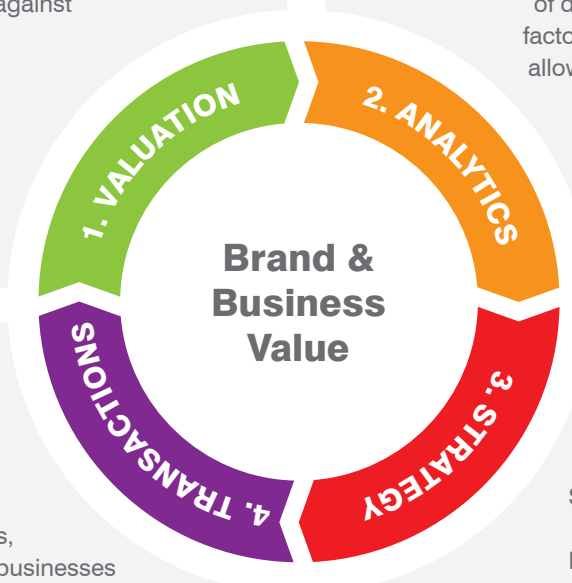 against
of d
facto
allow
1. VALUATION
2. ANALYTICS
Brand &
Business
Value
3. STRATEGY
4. TRANSACTIONS
s,
businesses
S